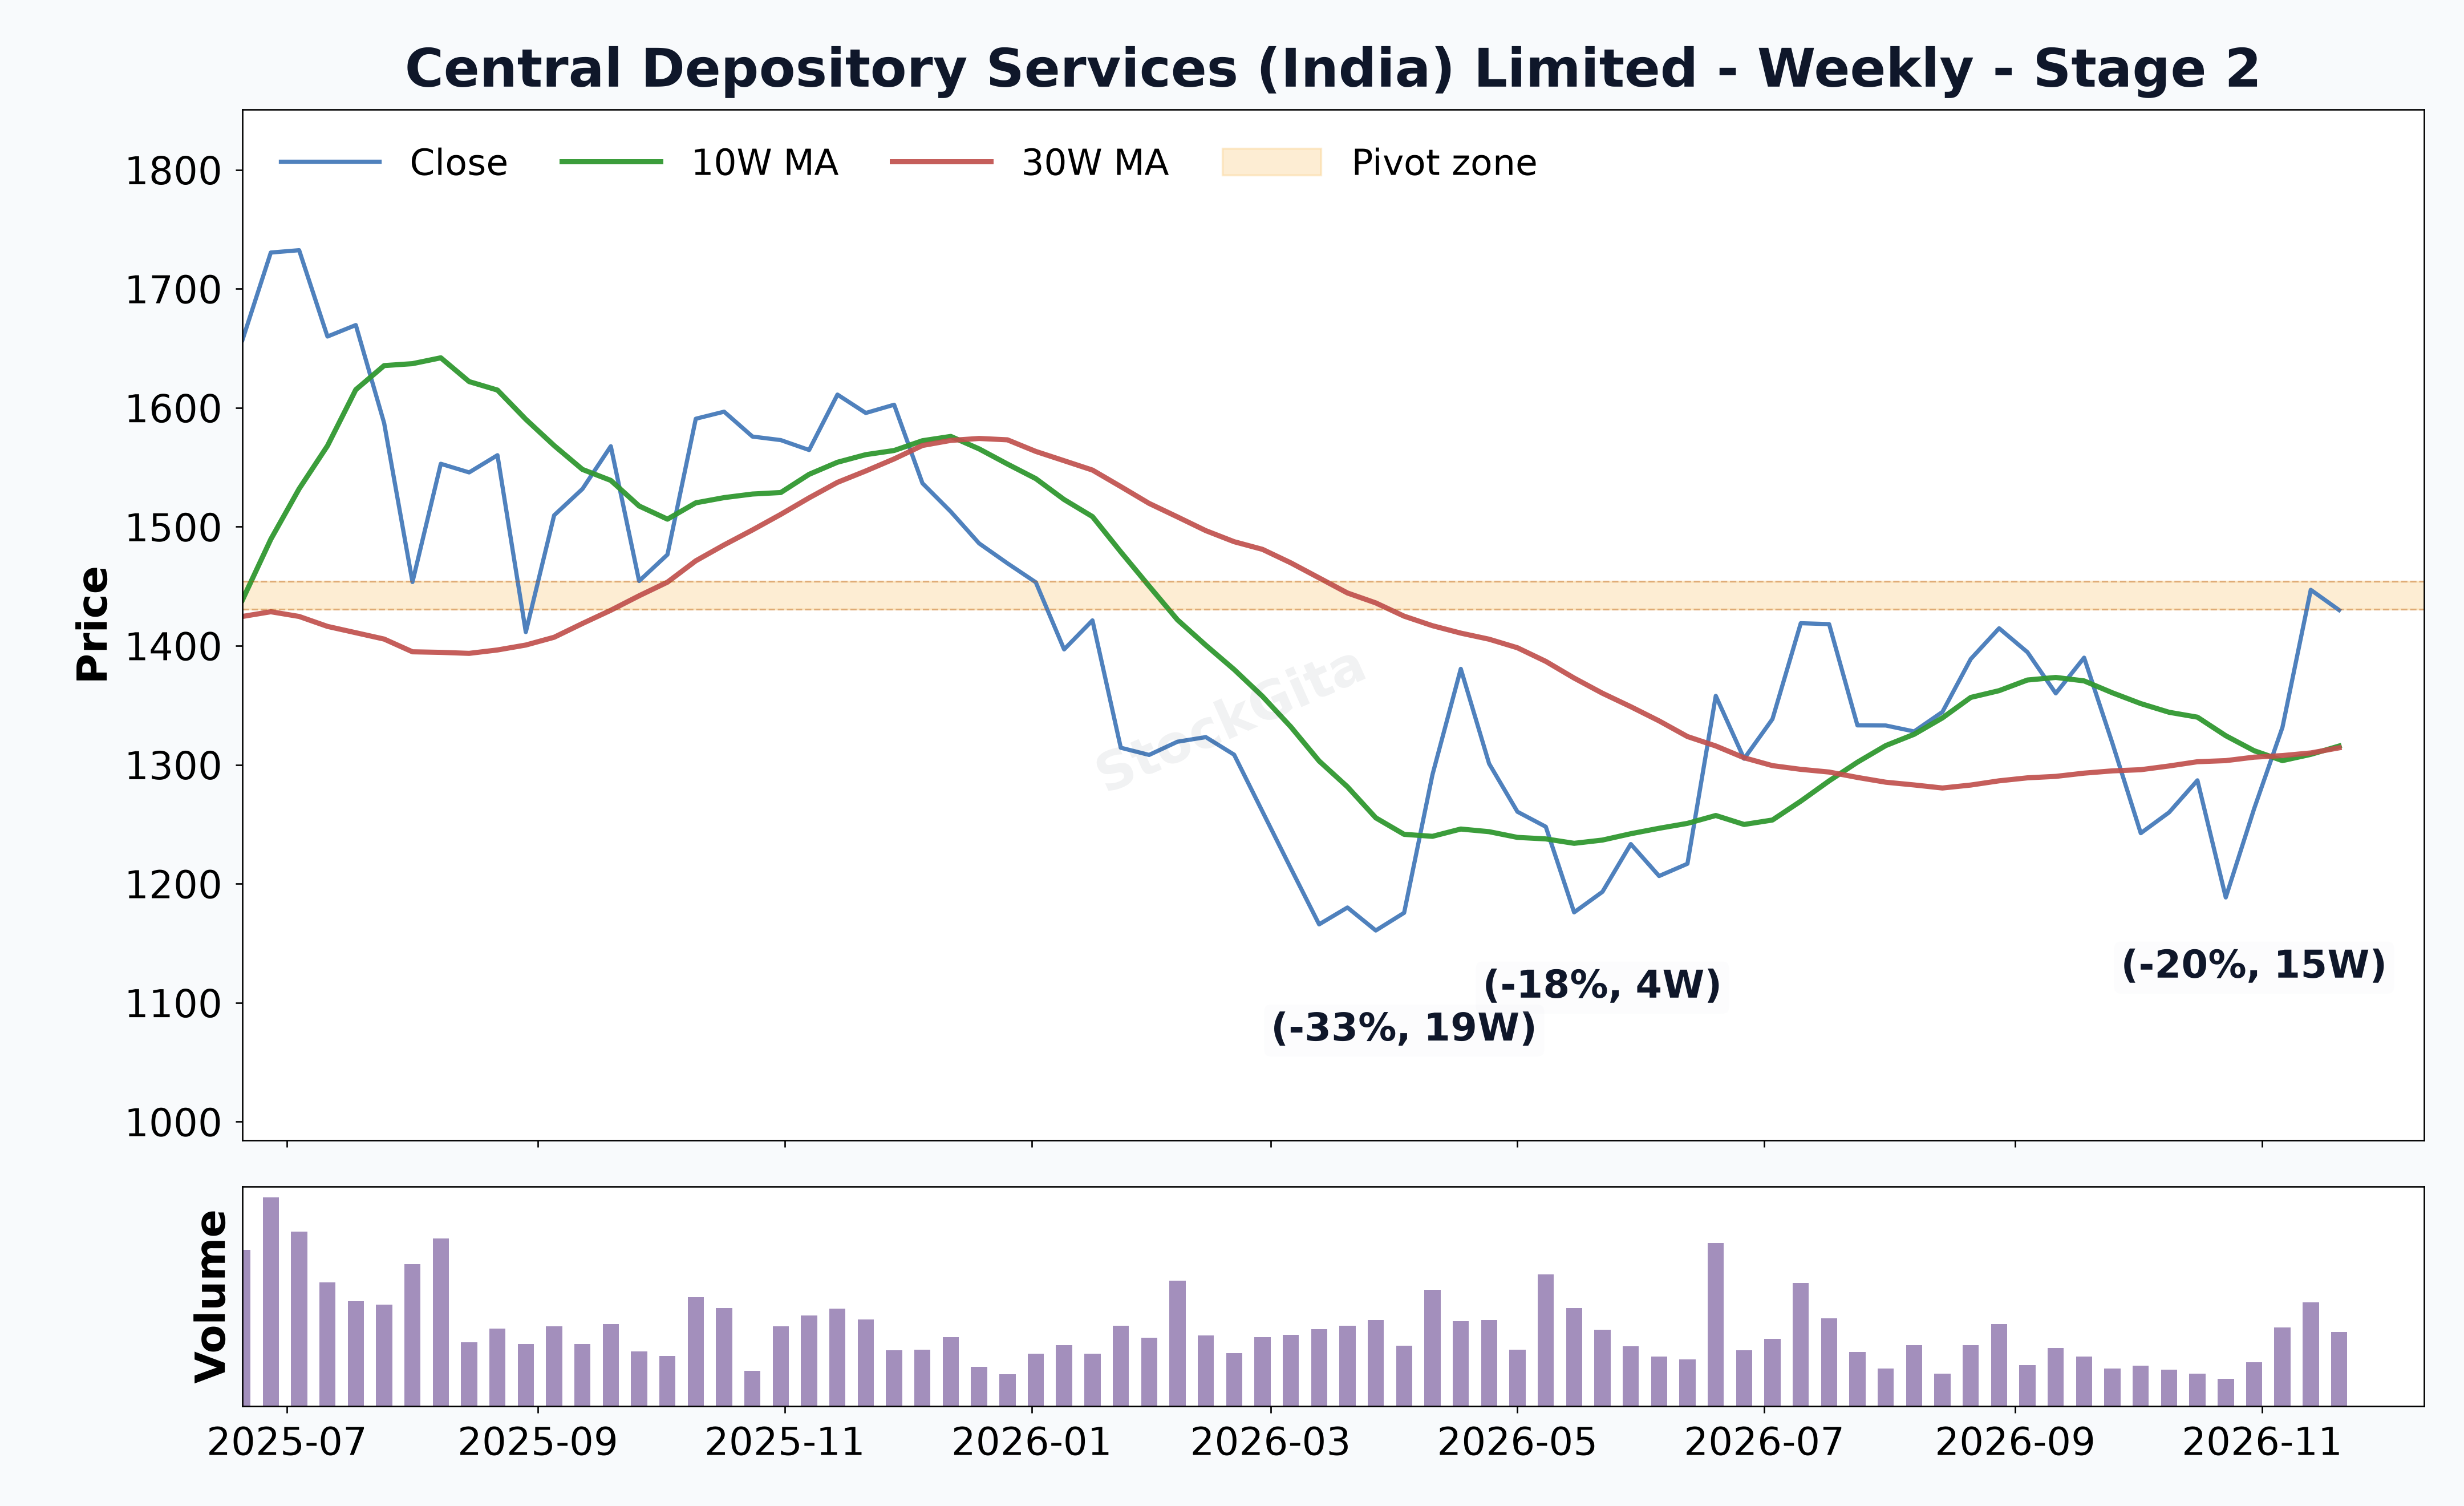 Central Depository Services (India) Limited - Weekly - Stage 2
Close 10W MA 30W MA Pivot zone
1800
1700
1600
1500
1400
1300
1200
1100
1000
Price
StockGita
(-33%, 19W)
(-18%, 4W)
(-20%, 15W)
Volume
2025-07 2025-09 2025-11 2026-01 2026-03 2026-05 2026-07 2026-09 2026-11